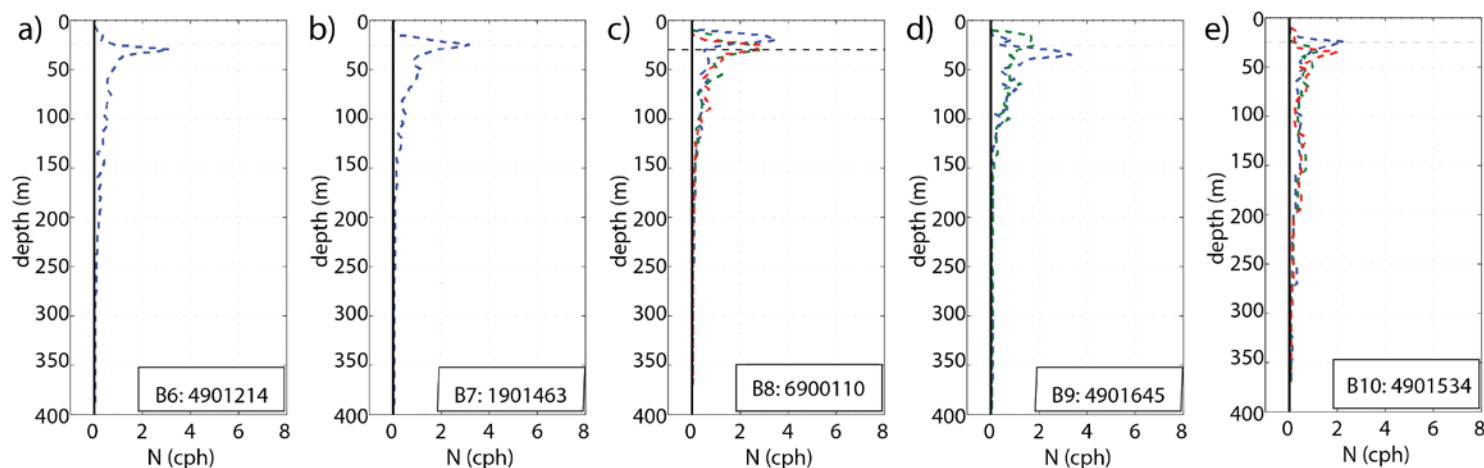 a)
0
50
100
150
200
250
300
350
400
depth (m)
B6: 4901214
0 2 4 6 8
N (cph)
b)
0
50
100
150
200
250
300
350
400
depth (m)
B7: 1901463
0 2 4 6 8
N (cph)
c)
0
50
100
150
200
250
300
350
400
depth (m)
B8: 6900110
0 2 4 6 8
N (cph)
d)
0
50
100
150
200
250
300
350
400
depth (m)
B9: 4901645
0 2 4 6 8
N (cph)
e)
0
50
100
150
200
250
300
350
400
depth (m)
B10: 4901534
0 2 4 6 8
N (cph)